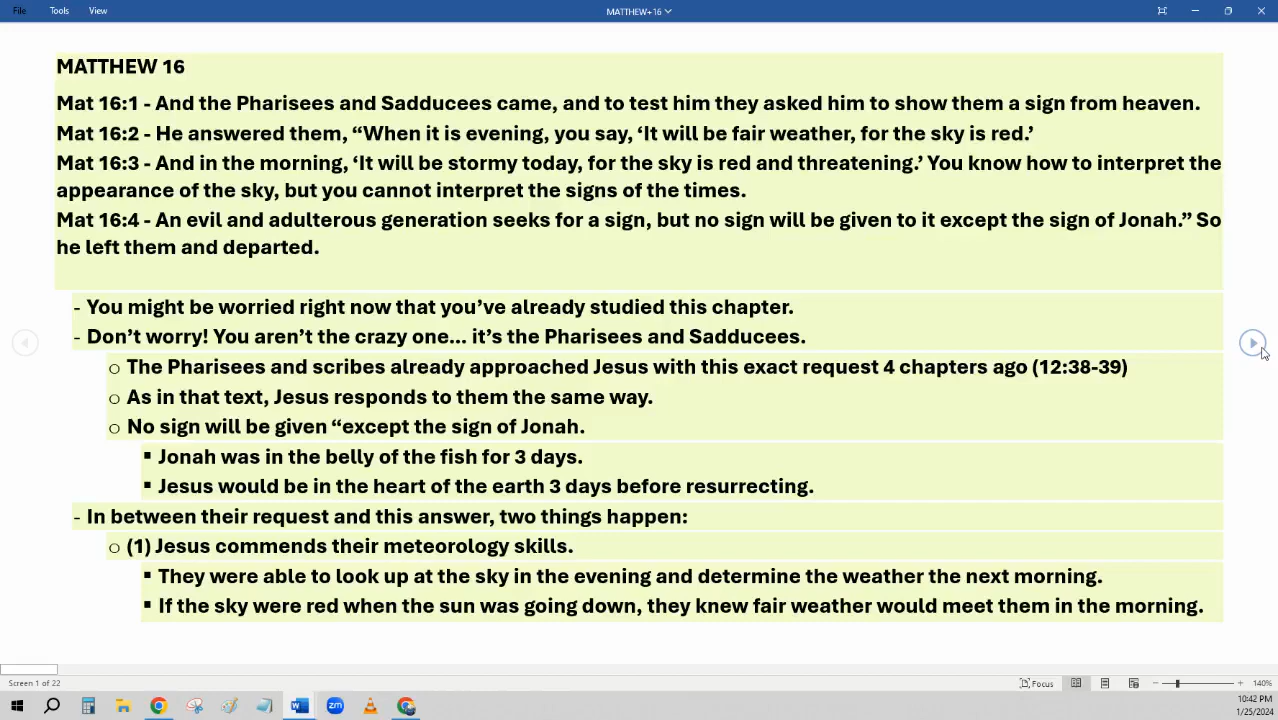 File Tools View MATTHEW+16
MATTHEW 16
Mat 16:1 - And the Pharisees and Sadducees came, and to test him they asked him to show them a sign from heaven.
Mat 16:2 - He answered them, “When it is evening, you say, ‘It will be fair weather, for the sky is red.’
Mat 16:3 - And in the morning, ‘It will be stormy today, for the sky is red and threatening.’ You know how to interpret the
appearance of the sky, but you cannot interpret the signs of the times.
Mat 16:4 - An evil and adulterous generation seeks for a sign, but no sign will be given to it except the sign of Jonah.” So
he left them and departed.
- You might be worried right now that you’ve already studied this chapter.
- Don’t worry! You aren’t the crazy one… it’s the Pharisees and Sadducees.
o The Pharisees and scribes already approached Jesus with this exact request 4 chapters ago (12:38-39)
o As in that text, Jesus responds to them the same way.
o No sign will be given “except the sign of Jonah.
▪ Jonah was in the belly of the fish for 3 days.
▪ Jesus would be in the heart of the earth 3 days before resurrecting.
- In between their request and this answer, two things happen:
o (1) Jesus commends their meteorology skills.
▪ They were able to look up at the sky in the evening and determine the weather the next morning.
▪ If the sky were red when the sun was going down, they knew fair weather would meet them in the morning.
Screen 1 of 22 Focus 140%
zm 10:42 PM
1/25/2024